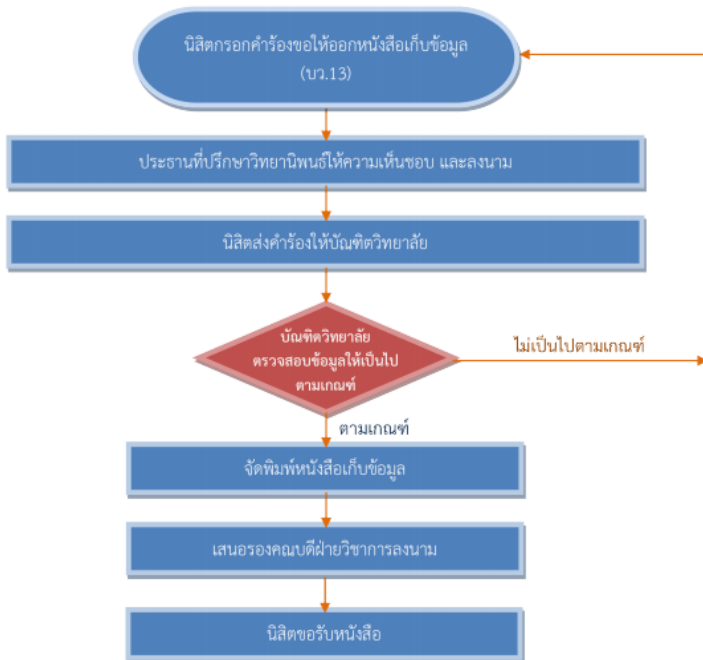 นิสิตกรอกคำร้องขอให้ออกหนังสือเก็บข้อมูล
(บว.13)
ประธานที่ปรึกษาวิทยานิพนธ์ให้ความเห็นชอบ และลงนาม
นิสิตส่งคำร้องให้บัณฑิตวิทยาลัย
บัณฑิตวิทยาลัย
ตรวจสอบข้อมูลให้เป็นไป
ตามเกณฑ์
ไม่เป็นไปตามเกณฑ์
ตามเกณฑ์
จัดพิมพ์หนังสือเก็บข้อมูล
เสนอรองคณบดีฝ่ายวิชาการลงนาม
นิสิตขอรับหนังสือ